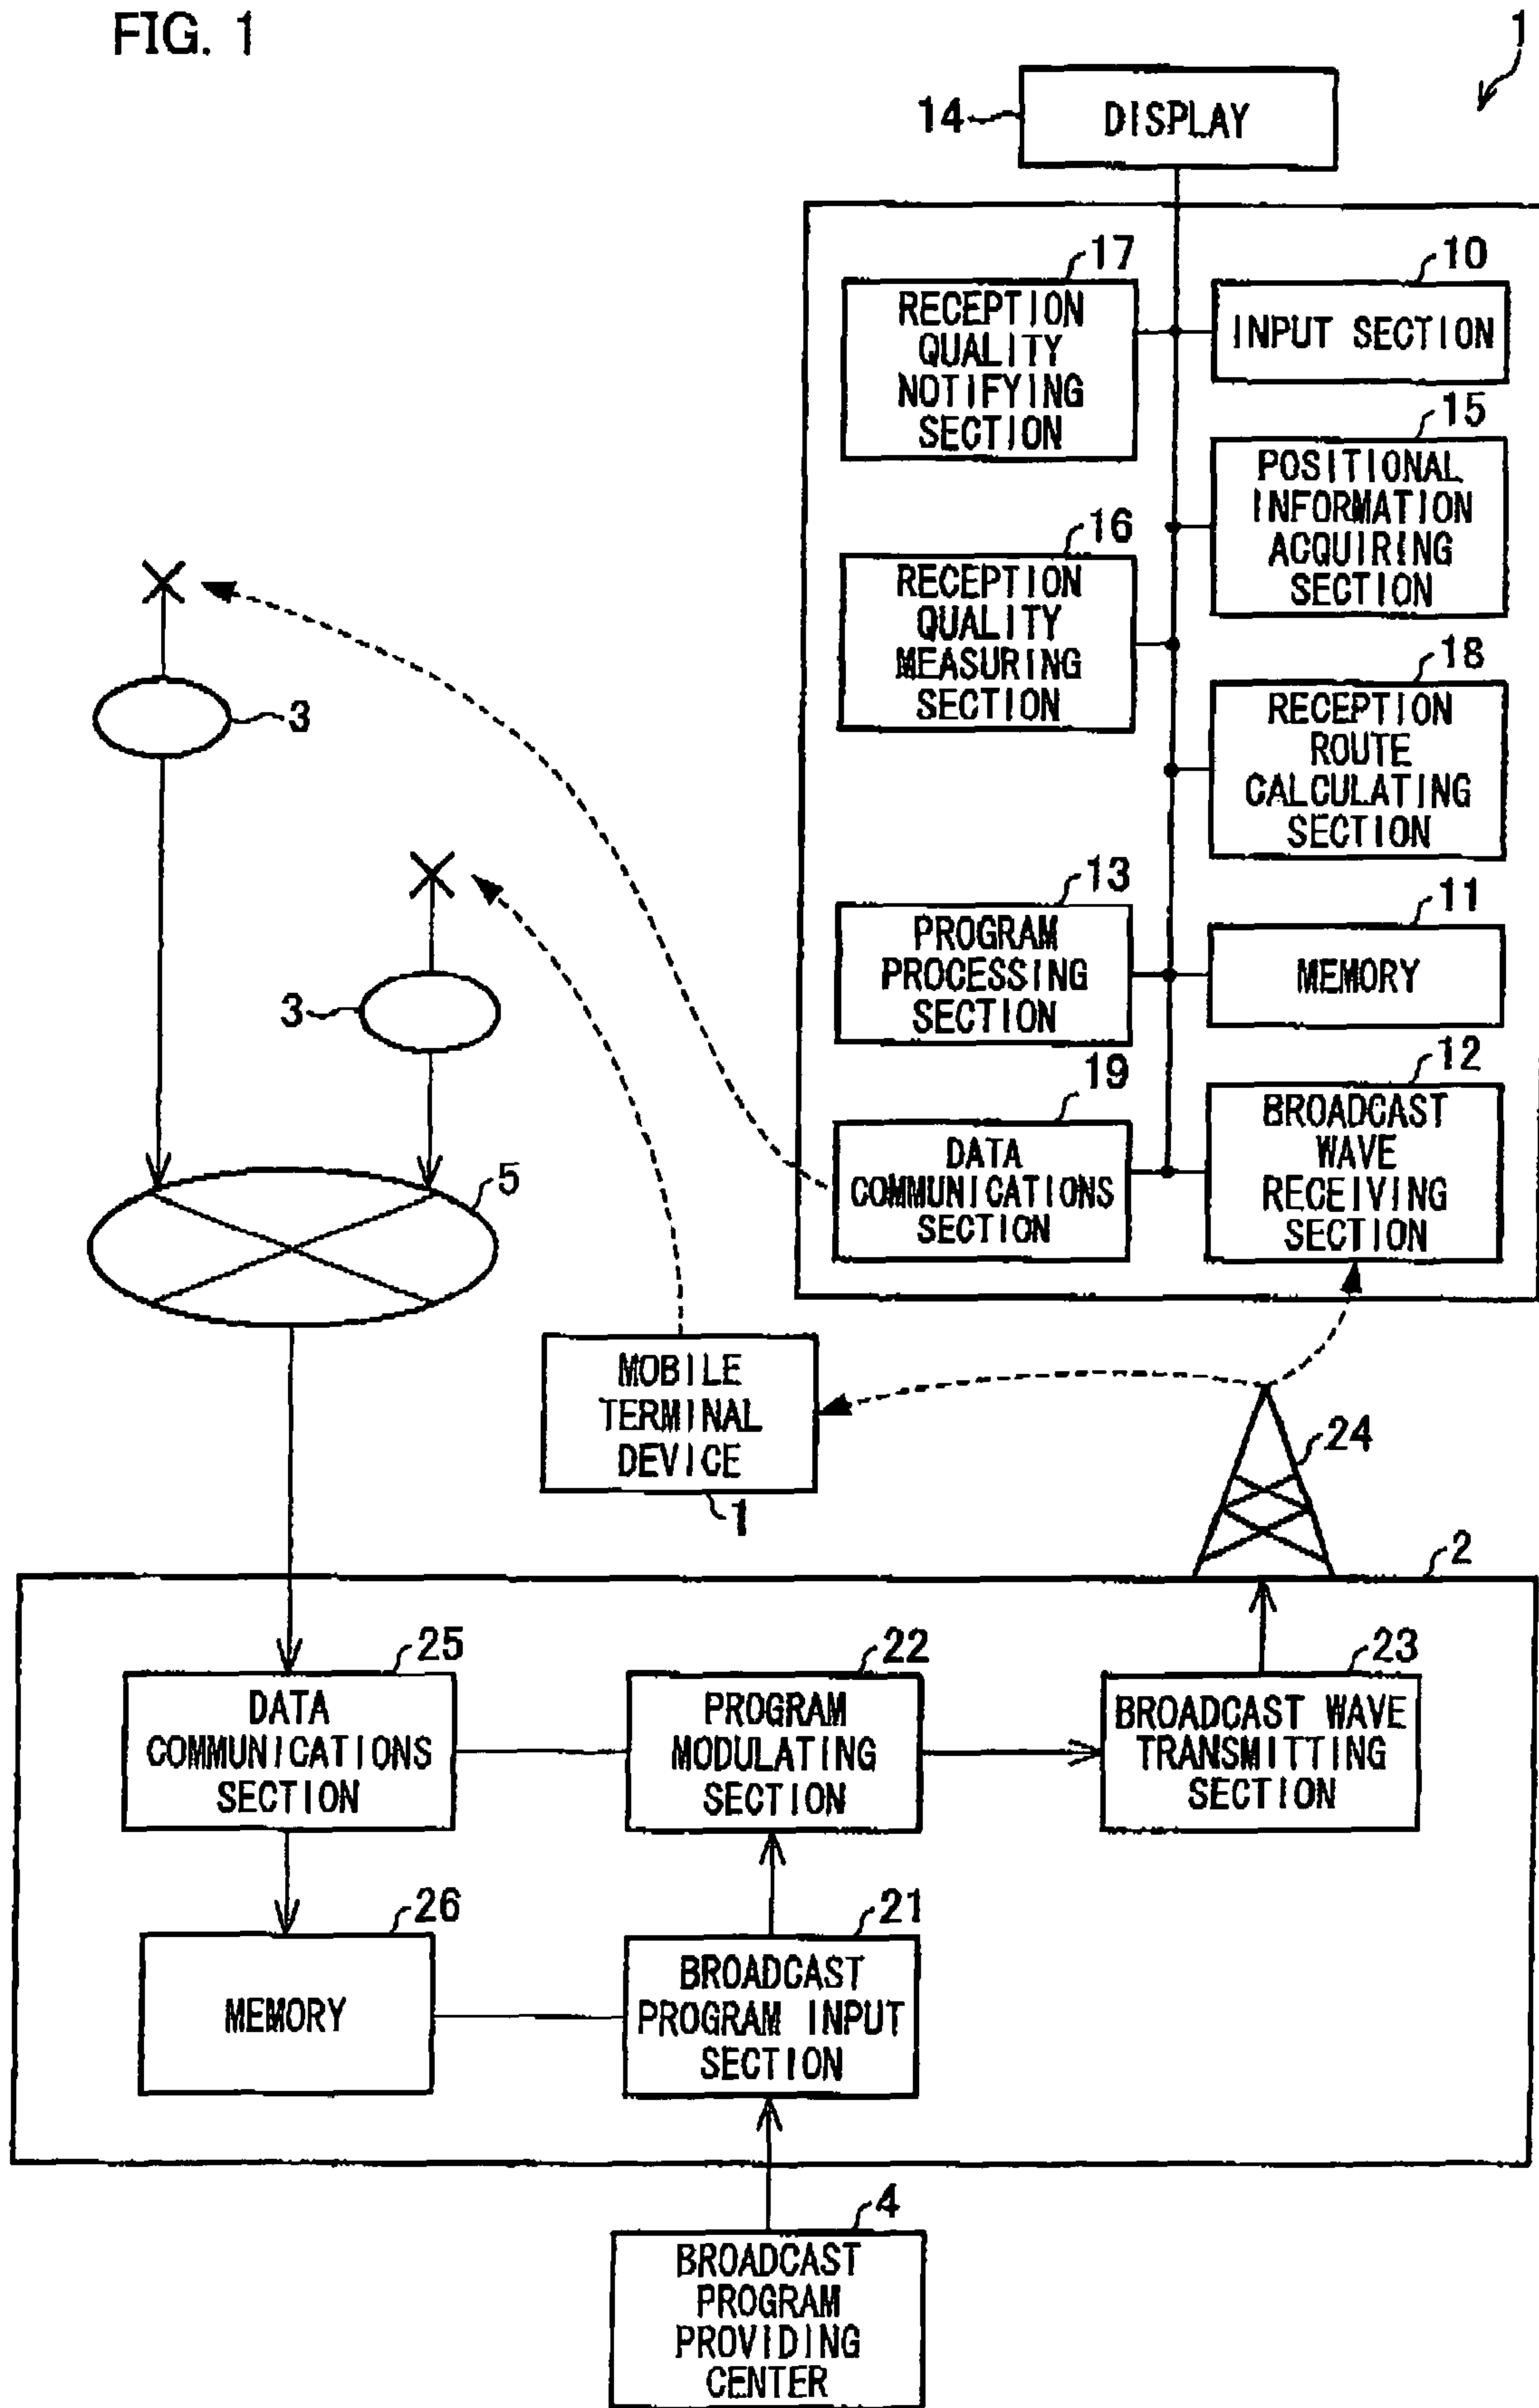 FIG. 1
1
14
DISPLAY
17
RECEPTION
QUALITY
NOTIFYING
SECTION
10
INPUT SECTION
15
POSITIONAL
INFORMATION
ACQUIRING
SECTION
16
RECEPTION
QUALITY
MEASURING
SECTION
18
RECEPTION
ROUTE
CALCULATING
SECTION
3
3
13
PROGRAM
PROCESSING
SECTION
11
MEMORY
19
DATA
COMMUNICATIONS
SECTION
12
BROADCAST
WAVE
RECEIVING
SECTION
5
MOBILE
TERMINAL
DEVICE
1
24
2
25
DATA
COMMUNICATIONS
SECTION
22
PROGRAM
MODULATING
SECTION
23
BROADCAST WAVE
TRANSMITTING
SECTION
26
MEMORY
21
BROADCAST
PROGRAM INPUT
SECTION
4
BROADCAST
PROGRAM
PROVIDING
CENTER